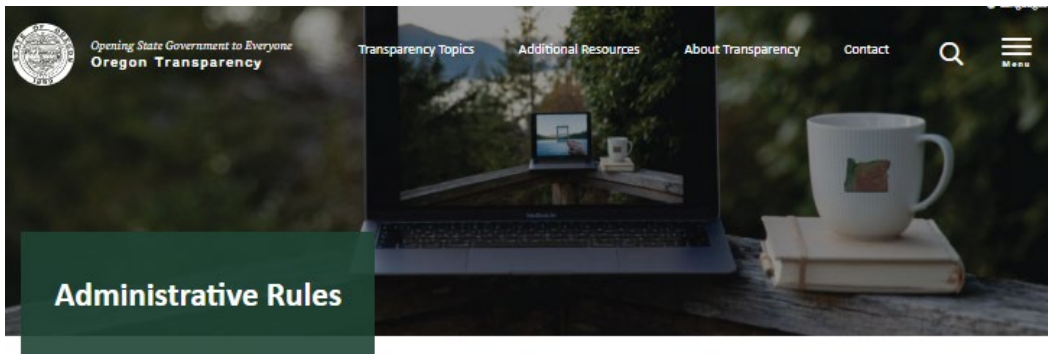 Opening State Government to Everyone
Oregon Transparency
Transparency Topics
Additional Resources
About Transparency
Contact
Menu
Administrative Rules